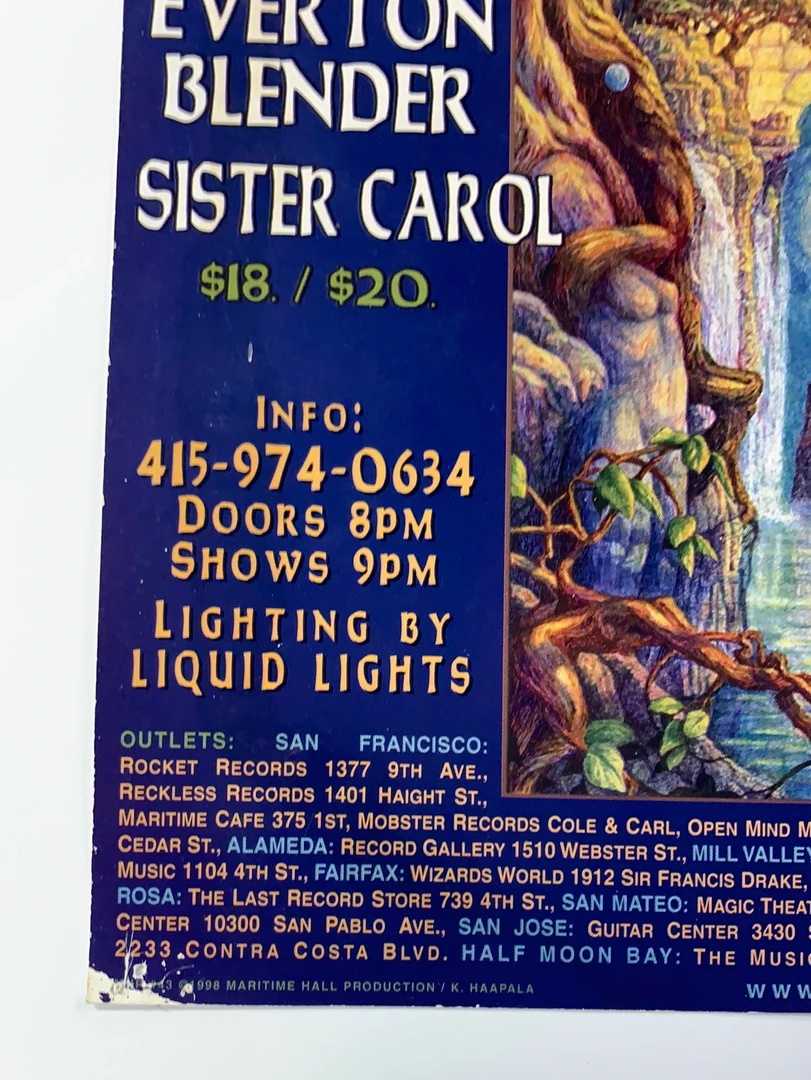 EVERTON
BLENDER
SISTER CAROL
$18. / $20.
INFO:
415-974-0634
DOORS 8PM
SHOWS 9PM
LIGHTING BY
LIQUID LIGHTS
OUTLETS: SAN FRANCISCO:
ROCKET RECORDS 1377 9TH AVE.,
RECKLESS RECORDS 1401 HAIGHT ST.,
MARITIME CAFE 375 1ST, MOBSTER RECORDS COLE & CARL, OPEN MIND M
CEDAR ST., ALAMEDA: RECORD GALLERY 1510 WEBSTER ST., MILL VALLEY
MUSIC 1104 4TH ST., FAIRFAX: WIZARDS WORLD 1912 SIR FRANCIS DRAKE,
ROSA: THE LAST RECORD STORE 739 4TH ST., SAN MATEO: MAGIC THEAT
CENTER 10300 SAN PABLO AVE., SAN JOSE: GUITAR CENTER 3430
2233 CONTRA COSTA BLVD. HALF MOON BAY: THE MUSIC
©1998 MARITIME HALL PRODUCTION / K. HAAPALA
WWW